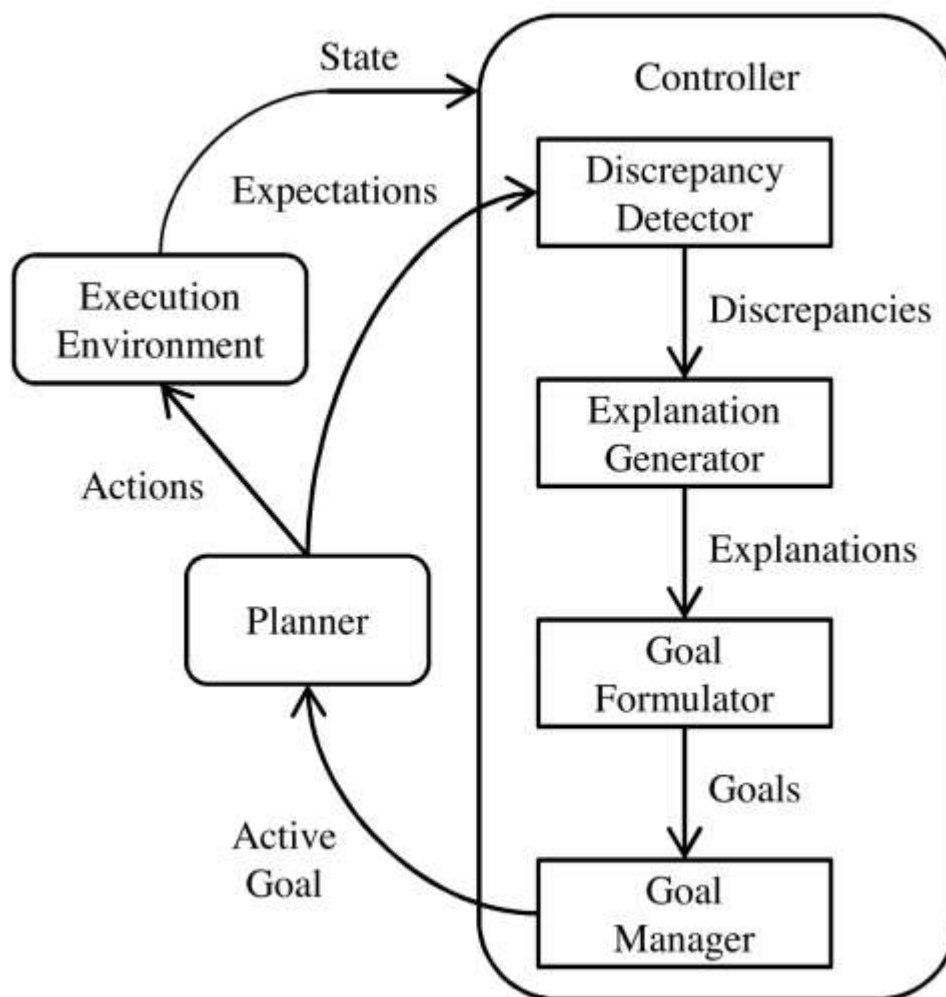 State
Controller
Expectations
Discrepancy
Detector
Execution
Environment
Discrepancies
Explanation
Generator
Actions
Explanations
Planner
Goal
Formulator
Goals
Active
Goal
Goal
Manager